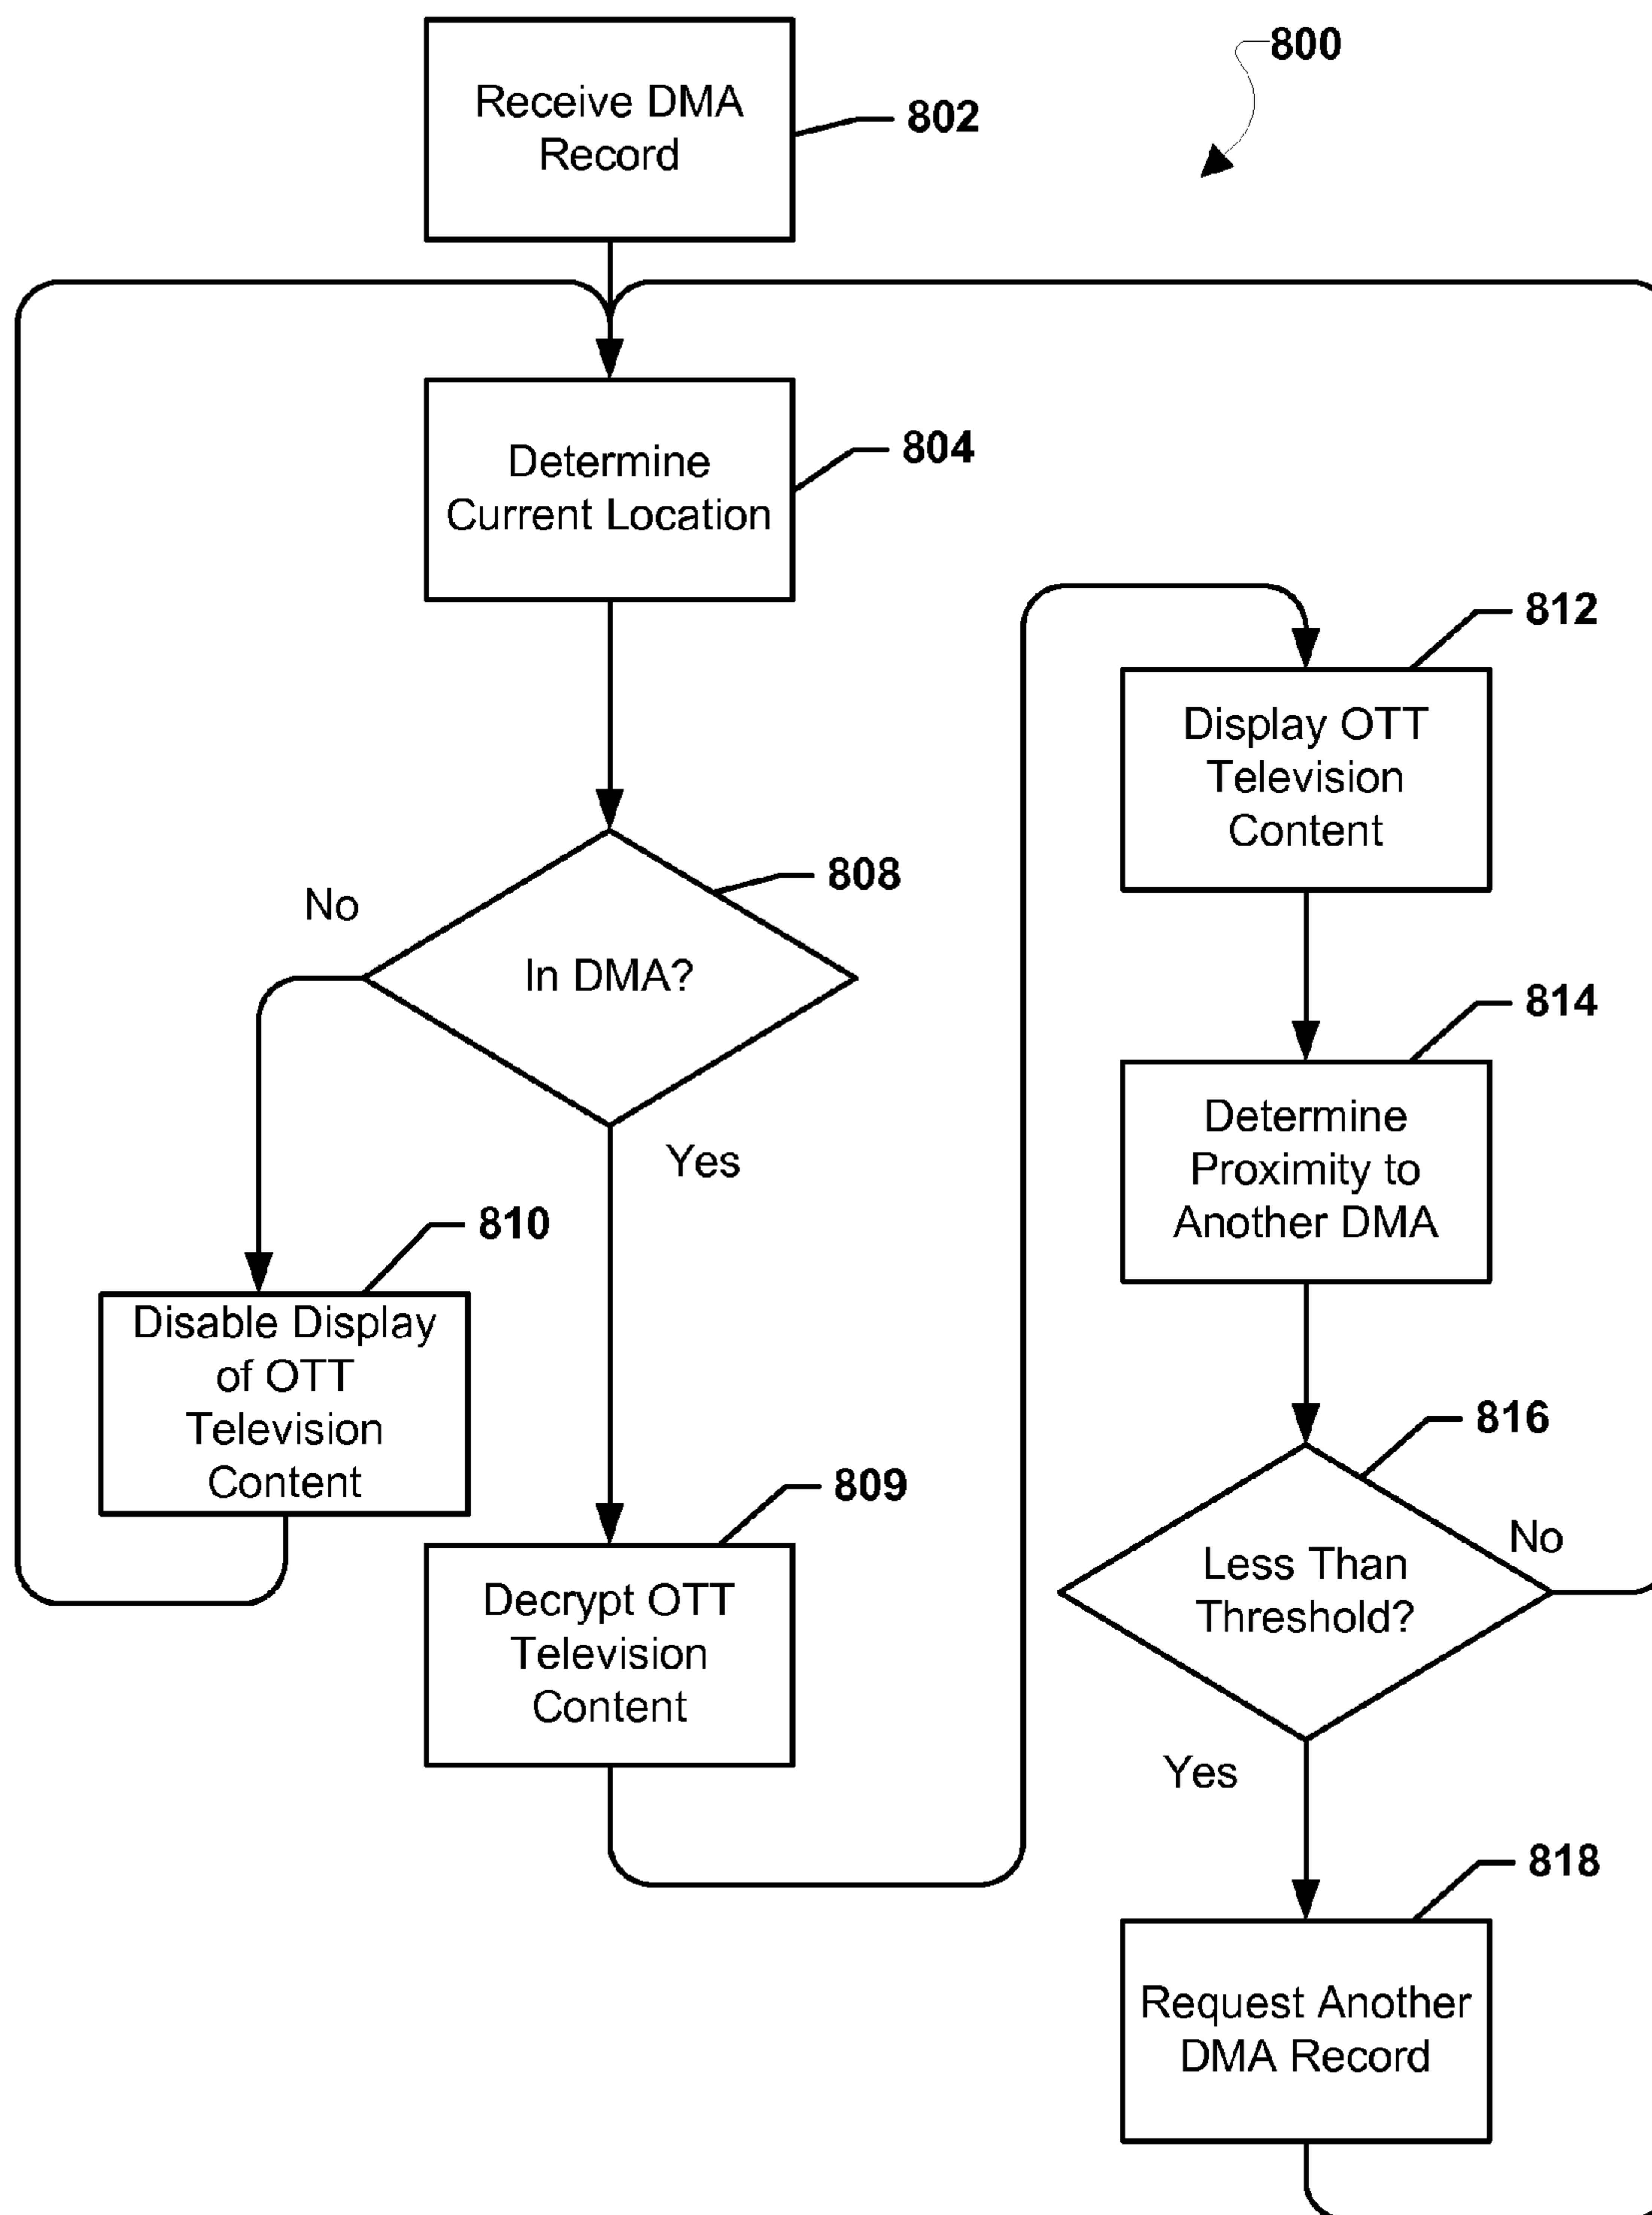 800
Receive DMA
Record
802
Determine
Current Location
804
In DMA?
808
No
Yes
Disable Display
of OTT
Television
Content
810
Decrypt OTT
Television
Content
809
Display OTT
Television
Content
812
Determine
Proximity to
Another DMA
814
Less Than
Threshold?
816
No
Yes
Request Another
DMA Record
818